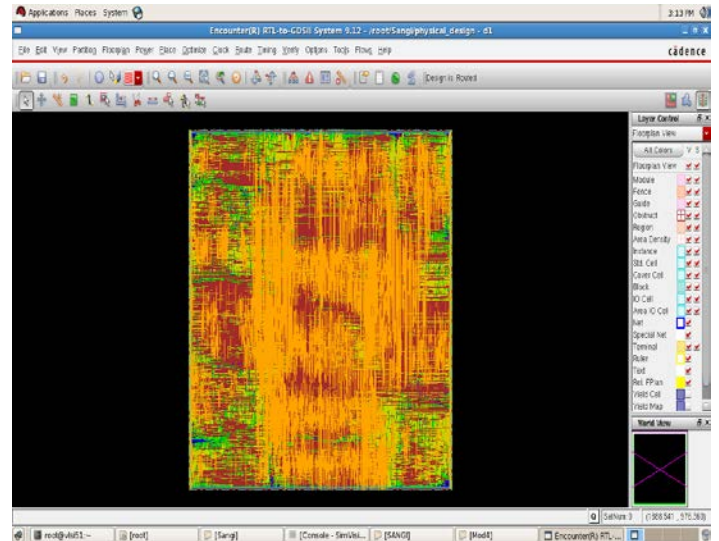 Applications Places System
3:13 PM
Encounter(R) RTL-to-GDSII System 9.12 - /root/Sangi/physical_design - d1
File Edit View Partition Floorplan Power Place Optimize Clock Route Timing Verify Options Tools Flows Help
cādence
Design is Routed
Layer Control
Floorplan View
All Colors V S
Floorplan View
Module
Fence
Guide
Obstruct
Region
Area Density
Instance
Std. Cell
Cover Cell
Block
IO Cell
Area IO Cell
Net
Special Net
Terminal
Ruler
Text
Rel. FPlan
Yield Cell
Yield Map
World View
Q SelNum:0
root@vlsi51:~ [root] [Sangi] [Console - SimVisi... [SANGI] [Mod4] Encounter(R) RTL-...